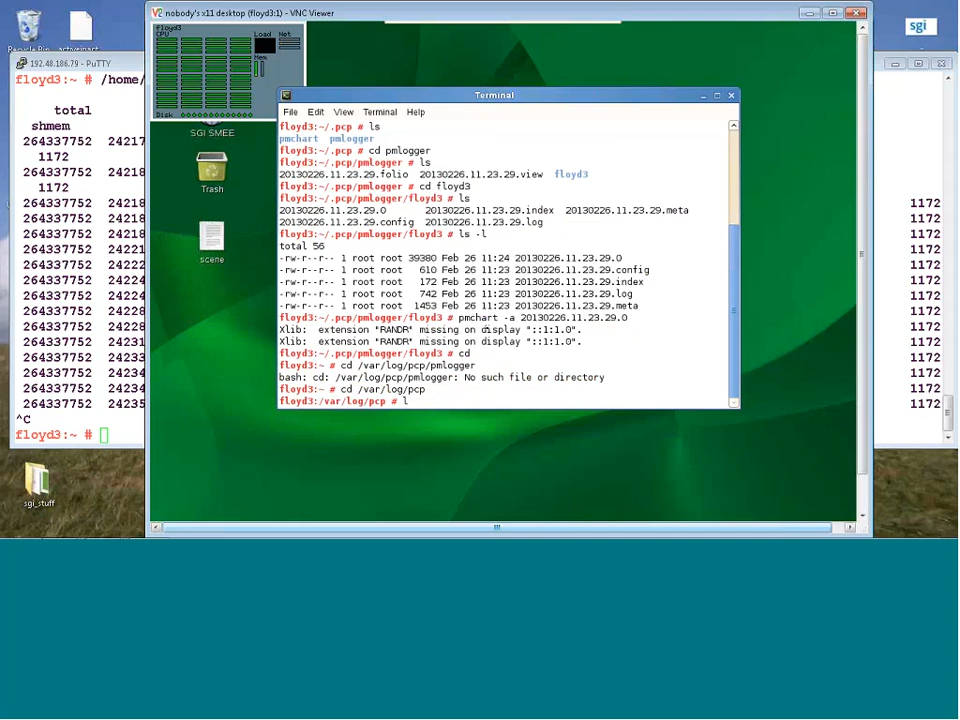 nobody's x11 desktop (floyd3:1) - VNC Viewer
sgi
Recycle Bin
192.48.186.79 - PuTTY
floyd3:~ # /home/
total
shmem
264337752 24217
1172
264337752 24218
1172
264337752 24218 1172
264337752 24218 1172
264337752 24218 1172
264337752 24221 1172
264337752 24222 1172
264337752 24224 1172
264337752 24224 1172
264337752 24228 1172
264337752 24228 1172
264337752 24231 1172
264337752 24233 1172
264337752 24234 1172
264337752 24235 1172
^C
floyd3:~ #
sgi_stuff
floyd3
CPU
Load
Net
Mem
Disk
SGI SMEE
Trash
scene
Terminal
File Edit View Terminal Help
floyd3:~/.pcp # ls
pmchart pmlogger
floyd3:~/.pcp # cd pmlogger
floyd3:~/.pcp/pmlogger # ls
20130226.11.23.29.folio 20130226.11.23.29.view floyd3
floyd3:~/.pcp/pmlogger # cd floyd3
floyd3:~/.pcp/pmlogger/floyd3 # ls
20130226.11.23.29.0 20130226.11.23.29.index 20130226.11.23.29.meta
20130226.11.23.29.config 20130226.11.23.29.log
floyd3:~/.pcp/pmlogger/floyd3 # ls -l
total 56
-rw-r--r-- 1 root root 39380 Feb 26 11:24 20130226.11.23.29.0
-rw-r--r-- 1 root root 610 Feb 26 11:23 20130226.11.23.29.config
-rw-r--r-- 1 root root 172 Feb 26 11:23 20130226.11.23.29.index
-rw-r--r-- 1 root root 742 Feb 26 11:23 20130226.11.23.29.log
-rw-r--r-- 1 root root 1453 Feb 26 11:23 20130226.11.23.29.meta
floyd3:~/.pcp/pmlogger/floyd3 # pmchart -a 20130226.11.23.29.0
Xlib: extension "RANDR" missing on display "::1:1.0".
Xlib: extension "RANDR" missing on display "::1:1.0".
floyd3:~/.pcp/pmlogger/floyd3 # cd
floyd3:~ # cd /var/log/pcp/pmlogger
bash: cd: /var/log/pcp/pmlogger: No such file or directory
floyd3:~ # cd /var/log/pcp
floyd3:/var/log/pcp # l